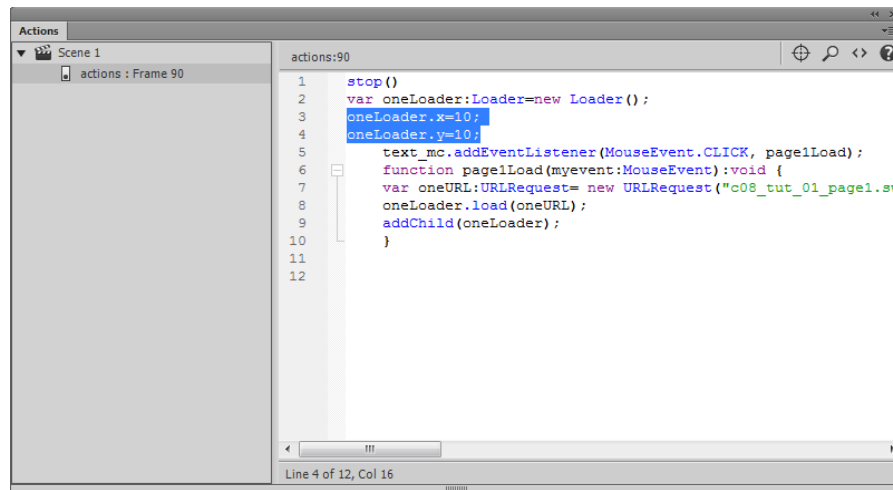 Actions
Scene 1
actions : Frame 90
actions:90
1 stop()
2 var oneLoader:Loader=new Loader();
3 oneLoader.x=10;
4 oneLoader.y=10;
5 text_mc.addEventListener(MouseEvent.CLICK, page1Load);
6 function page1Load(myevent:MouseEvent):void {
7 var oneURL:URLRequest= new URLRequest("c08_tut_01_page1.sw
8 oneLoader.load(oneURL);
9 addChild(oneLoader);
10 }
11
12
Line 4 of 12, Col 16